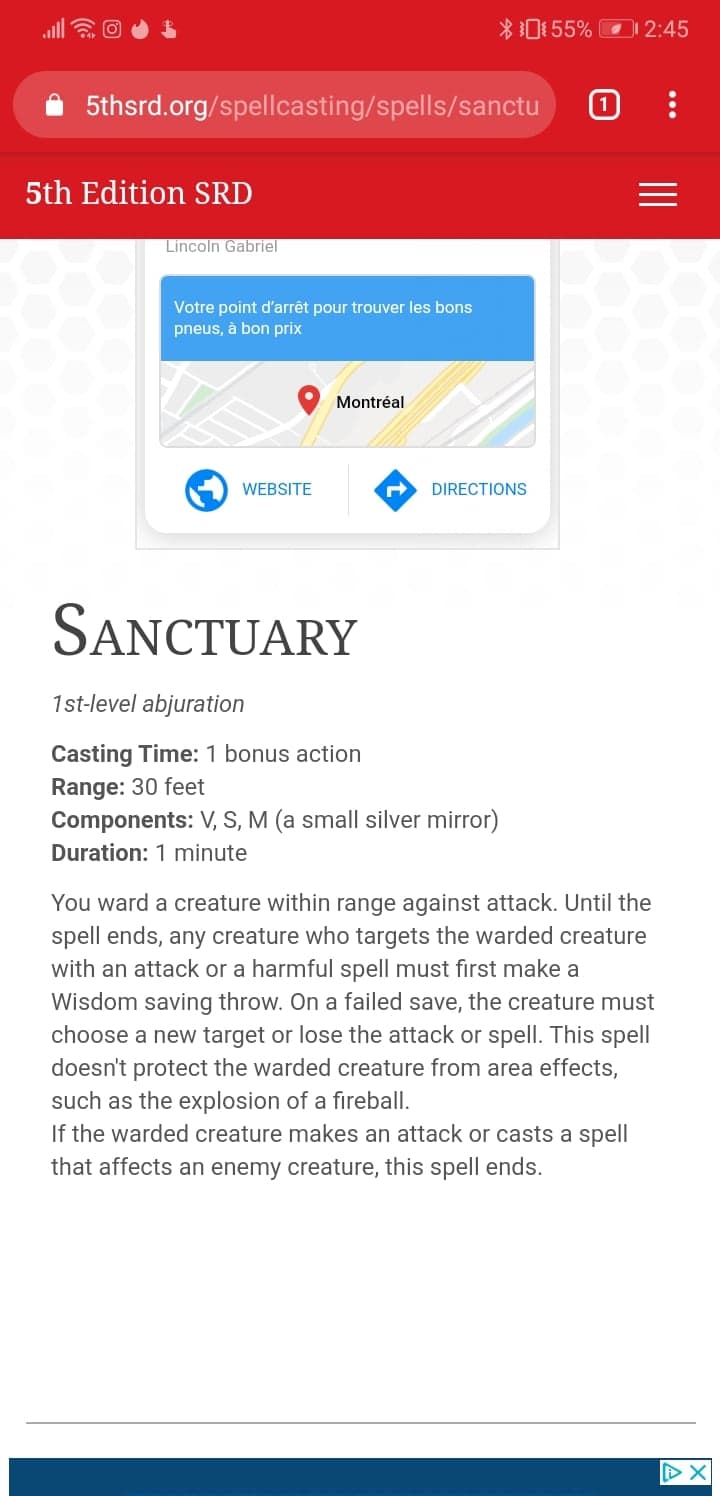 55% 2:45
5thsrd.org/spellcasting/spells/sanctu 1
5th Edition SRD
Lincoln Gabriel
Votre point d'arrêt pour trouver les bons
pneus, à bon prix
Montréal
WEBSITE DIRECTIONS
SANCTUARY
1st-level abjuration
Casting Time: 1 bonus action
Range: 30 feet
Components: V, S, M (a small silver mirror)
Duration: 1 minute
You ward a creature within range against attack. Until the
spell ends, any creature who targets the warded creature
with an attack or a harmful spell must first make a
Wisdom saving throw. On a failed save, the creature must
choose a new target or lose the attack or spell. This spell
doesn't protect the warded creature from area effects,
such as the explosion of a fireball.
If the warded creature makes an attack or casts a spell
that affects an enemy creature, this spell ends.